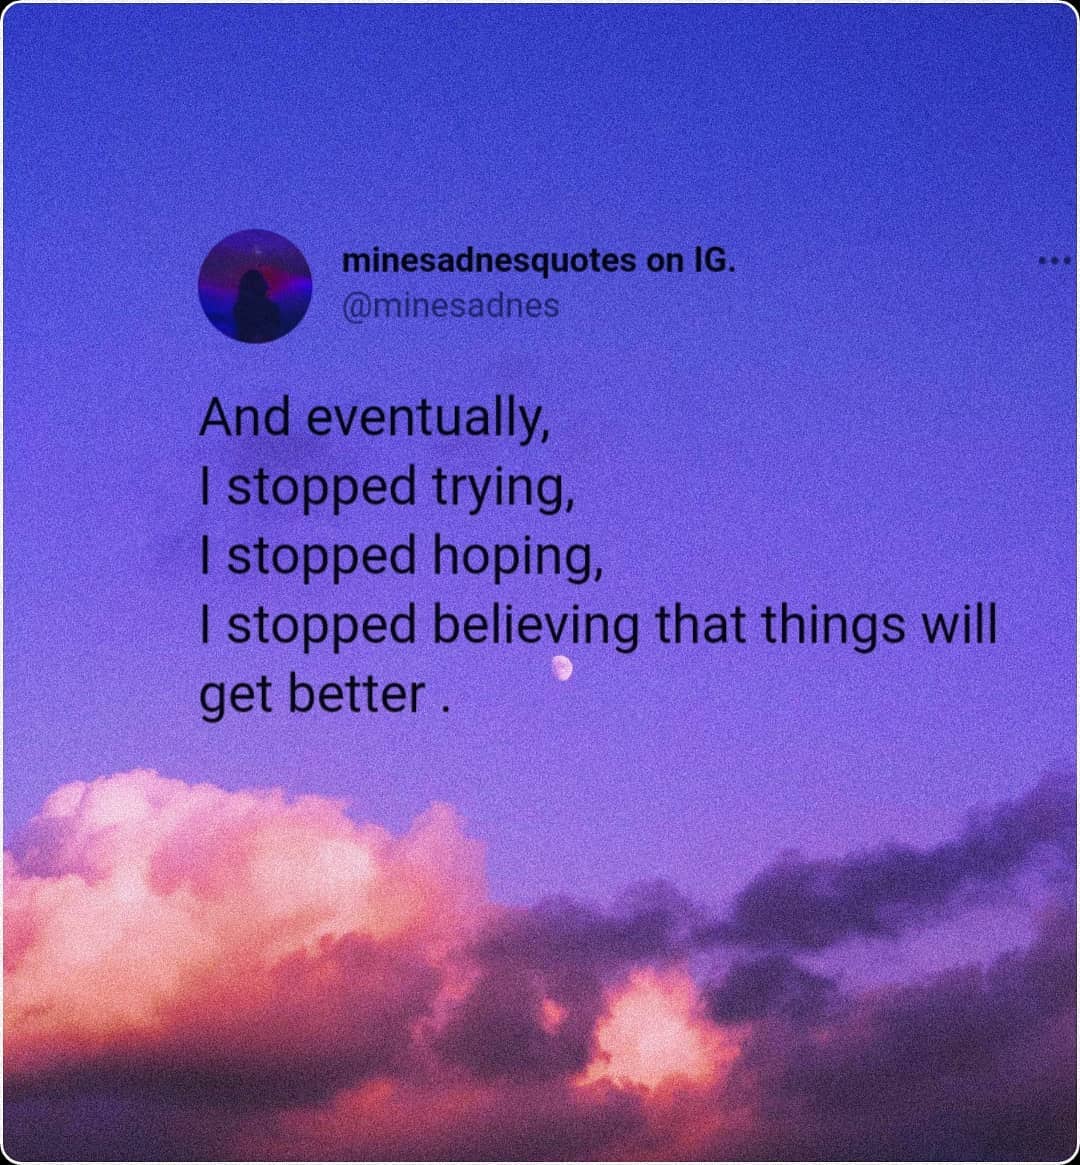 minesadnesquotes on IG.
@minesadnes
And eventually,
I stopped trying,
I stopped hoping,
I stopped believing that things will
get better .